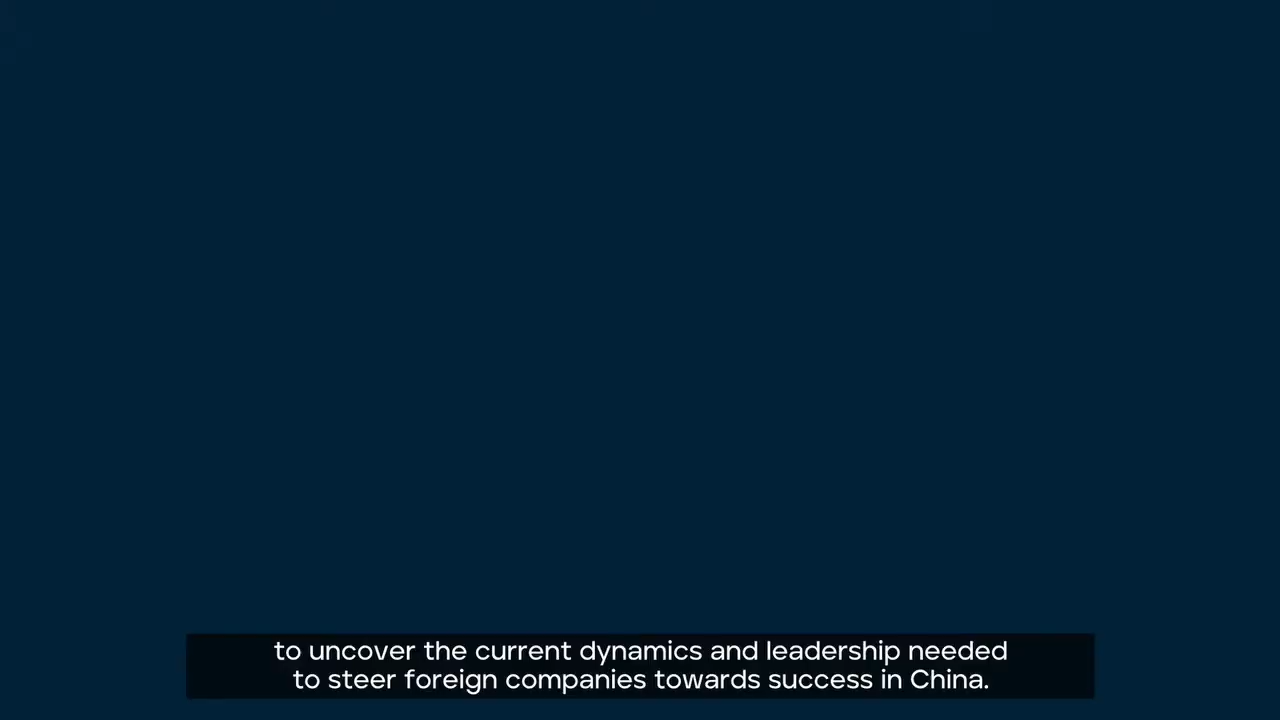 to uncover the current dynamics and leadership needed
to steer foreign companies towards success in China.